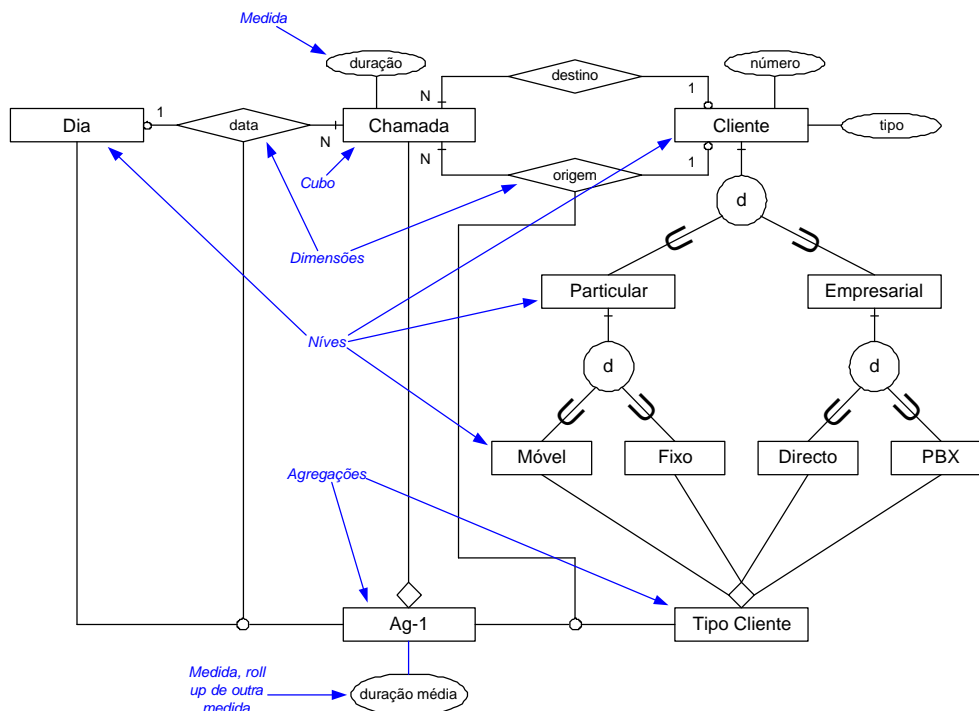 Medida
duração
destino
número
1
N
1
Dia
data
N
Chamada
Cliente
tipo
N
1
Cubo
origem
d
Dimensões
Particular
Empresarial
Níves
d
d
Móvel
Fixo
Directo
PBX
Agregações
Ag-1
Tipo Cliente
Medida, roll
up de outra
medida
duração média